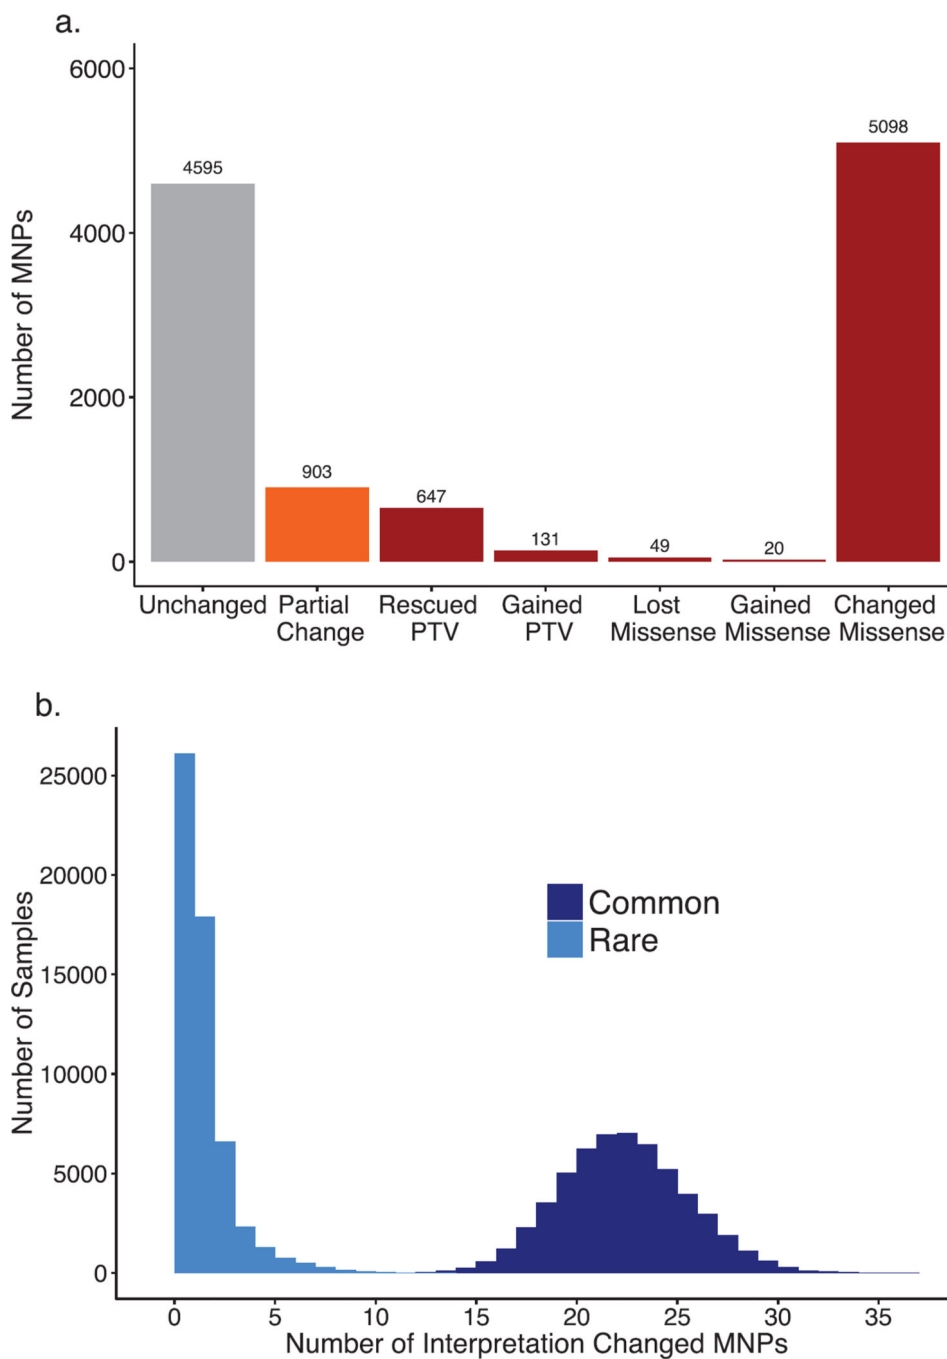 a.
Number of MNPs
6000
4000
2000
0
4595
903
647
131
49
20
5098
Unchanged
Partial
Change
Rescued
PTV
Gained
PTV
Lost
Missense
Gained
Missense
Changed
Missense
b.
Number of Samples
25000
20000
15000
10000
5000
0
Common
Rare
0 5 10 15 20 25 30 35
Number of Interpretation Changed MNPs